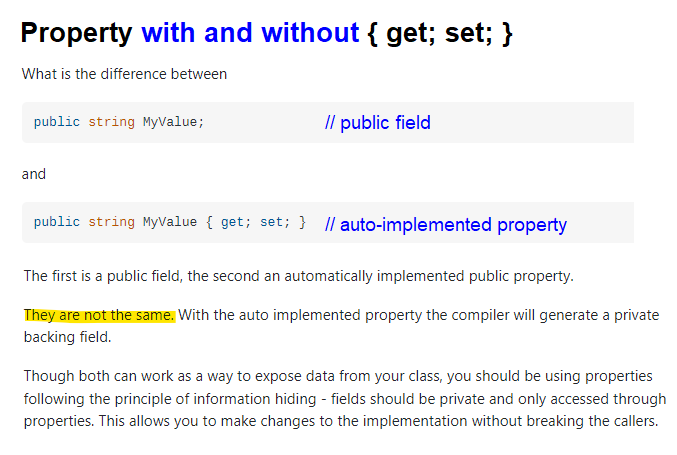 Property with and without { get; set; }
What is the difference between
public string MyValue; // public field
and
public string MyValue { get; set; } // auto-implemented property
The first is a public field, the second an automatically implemented public property.
They are not the same. With the auto implemented property the compiler will generate a private
backing field.
Though both can work as a way to expose data from your class, you should be using properties
following the principle of information hiding - fields should be private and only accessed through
properties. This allows you to make changes to the implementation without breaking the callers.